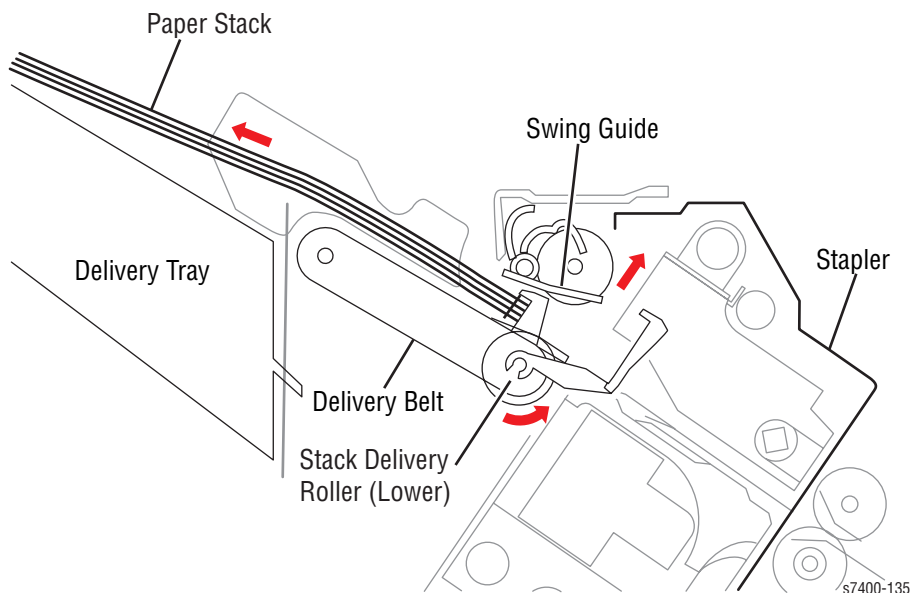 Paper Stack
Swing Guide
Stapler
Delivery Tray
Delivery Belt
Stack Delivery
Roller (Lower)
s7400-135